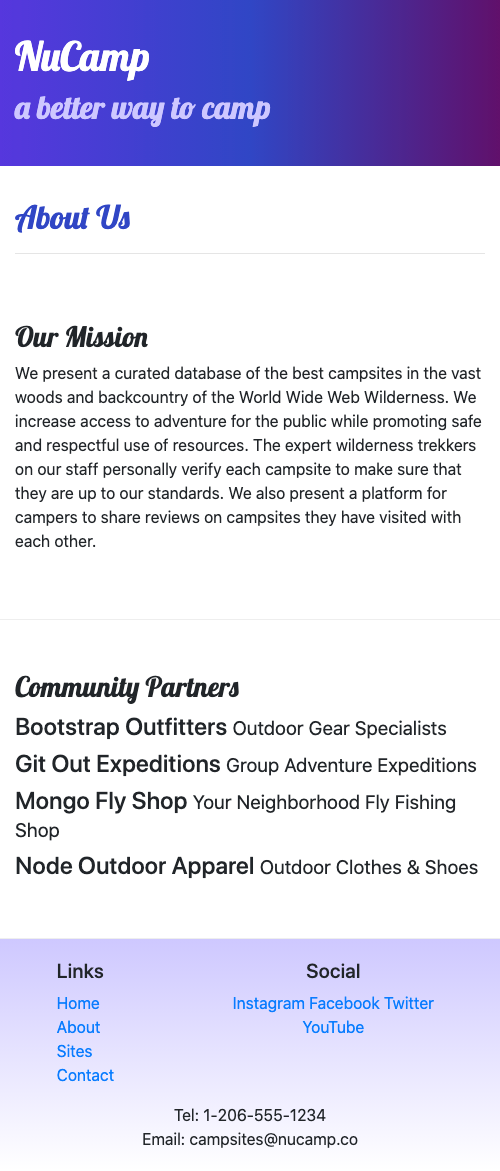 NuCamp
a better way to camp
About Us
Our Mission
We present a curated database of the best campsites in the vast
woods and backcountry of the World Wide Web Wilderness. We
increase access to adventure for the public while promoting safe
and respectful use of resources. The expert wilderness trekkers
on our staff personally verify each campsite to make sure that
they are up to our standards. We also present a platform for
campers to share reviews on campsites they have visited with
each other.
Community Partners
Bootstrap Outfitters Outdoor Gear Specialists
Git Out Expeditions Group Adventure Expeditions
Mongo Fly Shop Your Neighborhood Fly Fishing
Shop
Node Outdoor Apparel Outdoor Clothes & Shoes
Links
Home
About
Sites
Contact
Social
Instagram Facebook Twitter
YouTube
Tel: 1-206-555-1234
Email: campsites@nucamp.co